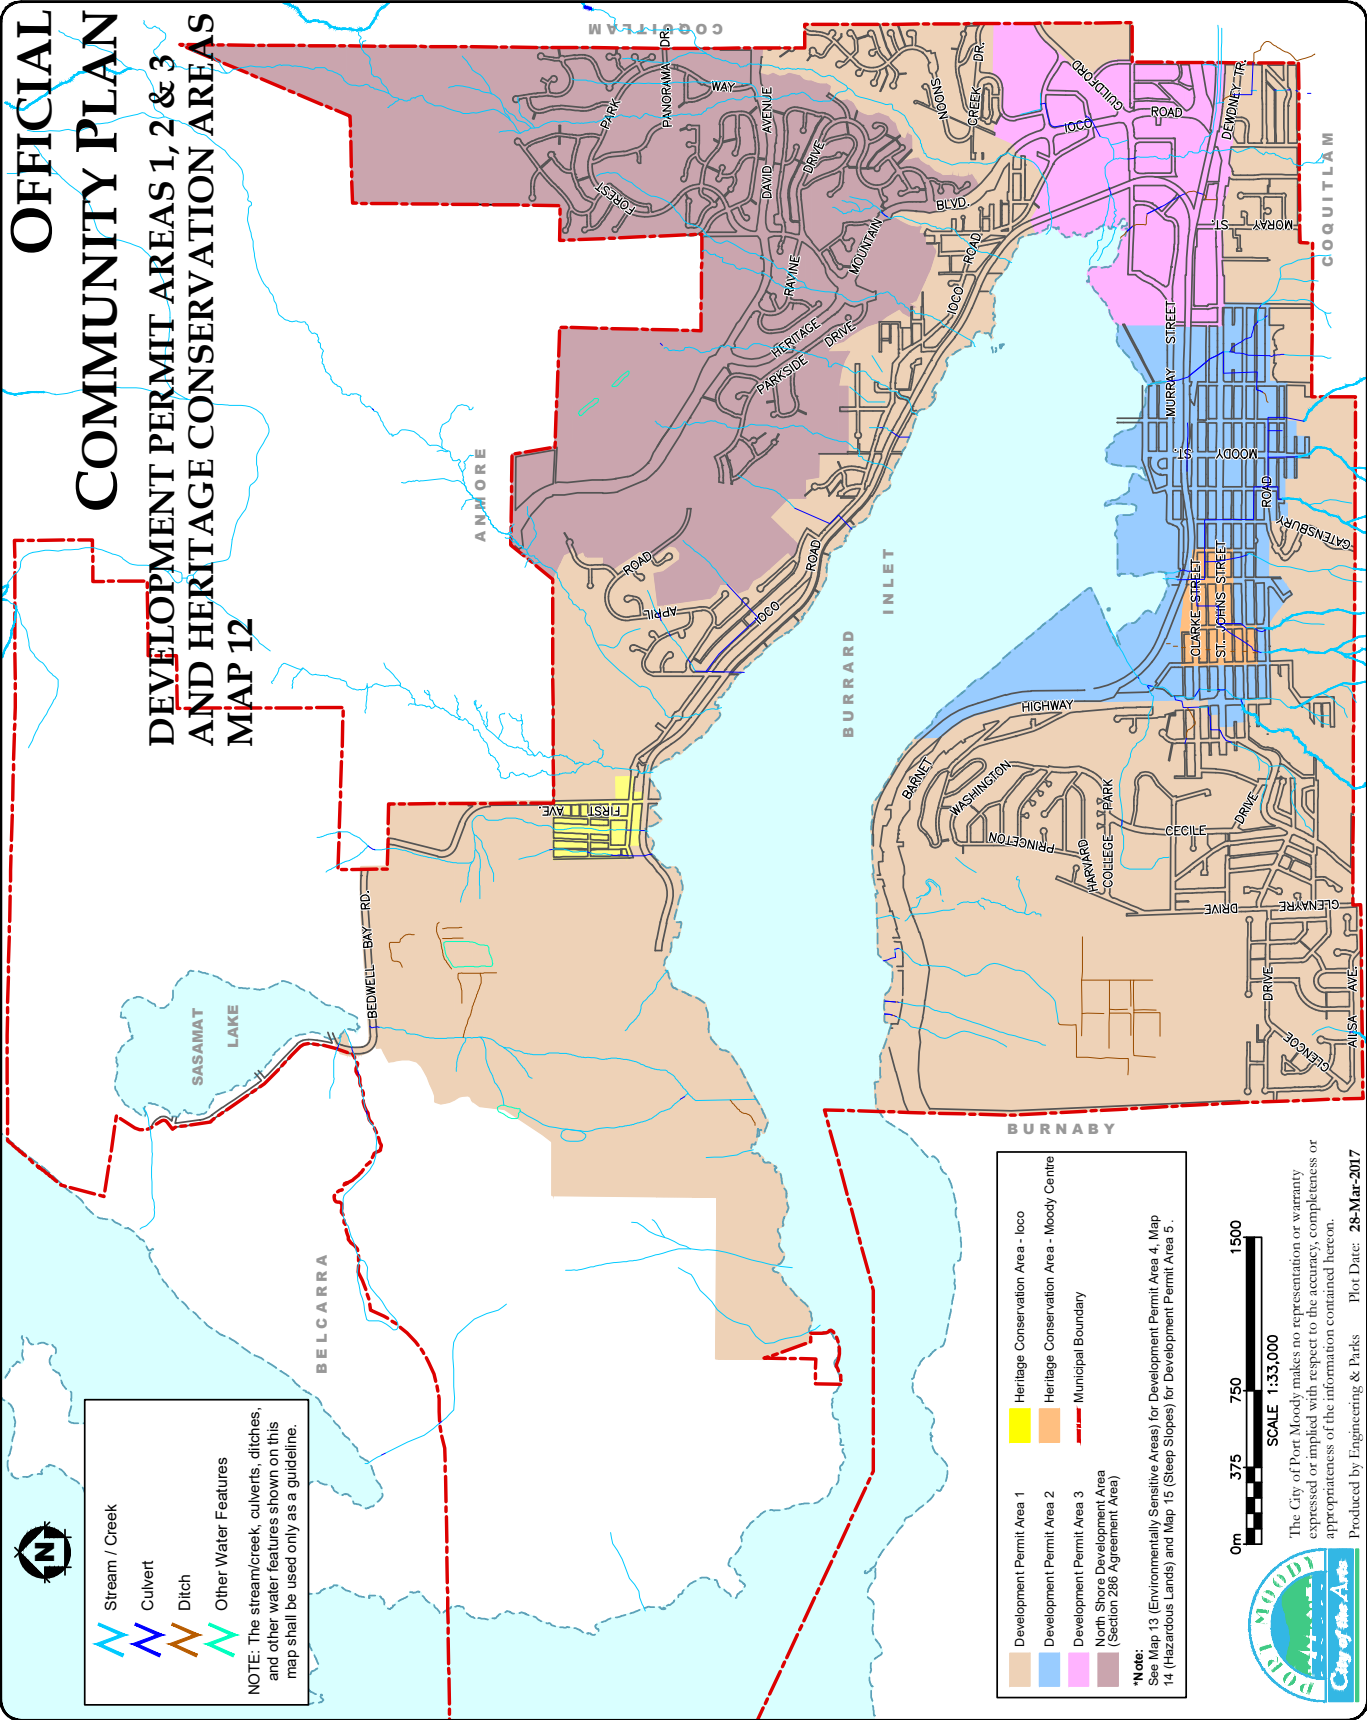 OFFICIAL
COMMUNITY PLAN
DEVELOPMENT PERMIT AREAS 1, 2 & 3
AND HERITAGE CONSERVATION AREAS
MAP 12
N
Stream / Creek
Culvert
Ditch
Other Water Features
NOTE: The stream/creek, culverts, ditches,
and other water features shown on this
map shall be used only as a guideline.
COQUITLAM
COQUITLAM
ANMORE
BELCARRA
BURNABY
BURRARD
INLET
SASAMAT
LAKE
BEDWELL BAY RD.
FIRST AVE.
APRIL
ROAD
IOCO
ROAD
IOCO
ROAD
PARKSIDE
DRIVE
HERITAGE
MOUNTAIN
BLVD.
RAVINE
DRIVE
DAVID
AVENUE
FOREST
PARK
WAY
PANORAMA DR.
NOONS
CREEK DR.
GUILDFORD
IOCO
ROAD
DEWDNEY TR.
MORAY ST.
MURRAY STREET
MOODY ST.
ROAD
GATENSBURY
CLARKE STREET
ST. JOHNS STREET
BARNET
HIGHWAY
WASHINGTON
PRINCETON
HARVARD
COLLEGE PARK
CECILE
DRIVE
GLENAYRE
DRIVE
GLENCOE
DRIVE
AILSA AVE.
Development Permit Area 1
Development Permit Area 2
Development Permit Area 3
North Shore Development Area
(Section 286 Agreement Area)
Heritage Conservation Area - Ioco
Heritage Conservation Area - Moody Centre
Municipal Boundary
*Note:
See Map 13 (Environmentally Sensitive Areas) for Development Permit Area 4, Map
14 (Hazardous Lands) and Map 15 (Steep Slopes) for Development Permit Area 5 .
0m 375 750 1500
SCALE 1:33,000
PORT MOODY
City of the Arts
The City of Port Moody makes no representation or warranty
expressed or implied with respect to the accuracy, completeness or
appropriateness of the information contained hereon.
Produced by Engineering & Parks Plot Date: 28-Mar-2017